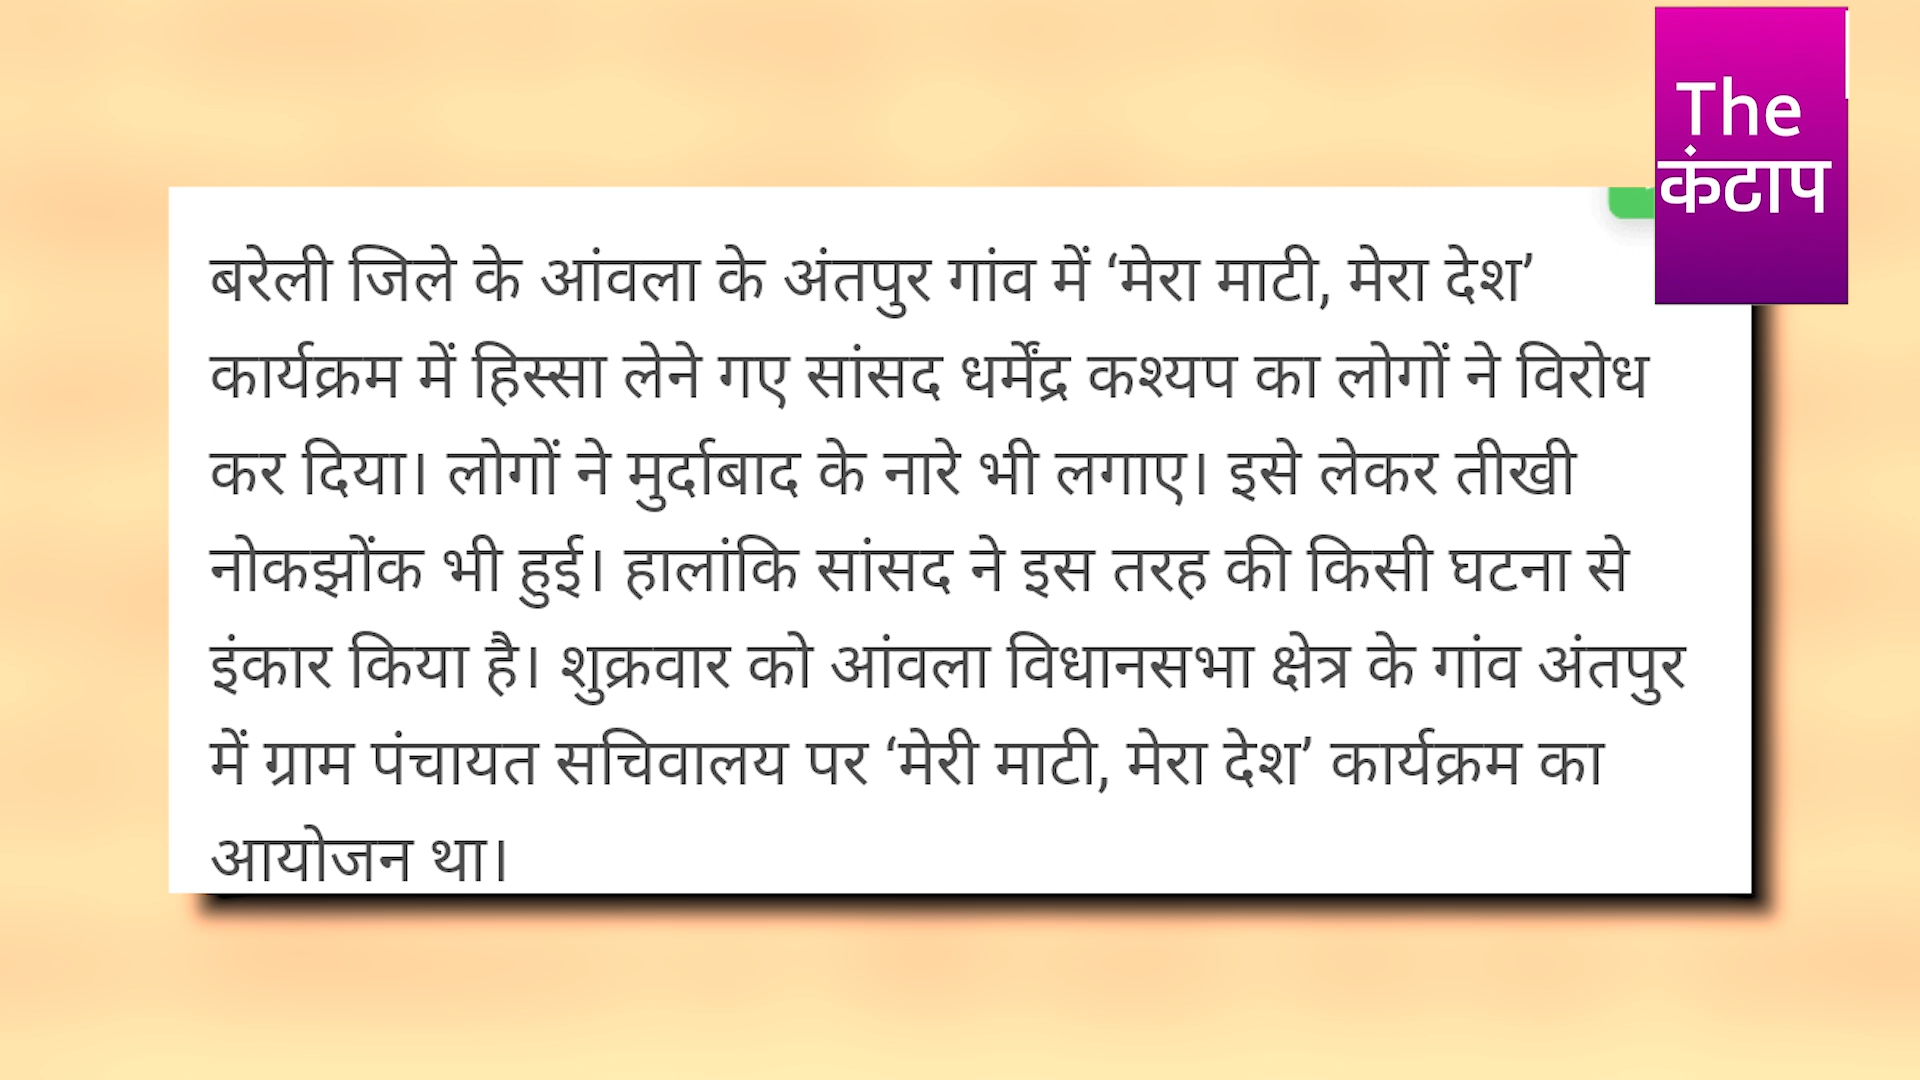 The
कंटाप
बरेली जिले के आंवला के अंतपुर गांव में ‘मेरा माटी, मेरा देश’
कार्यक्रम में हिस्सा लेने गए सांसद धर्मेंद्र कश्यप का लोगों ने विरोध
कर दिया। लोगों ने मुर्दाबाद के नारे भी लगाए। इसे लेकर तीखी
नोकझोंक भी हुई। हालांकि सांसद ने इस तरह की किसी घटना से
इंकार किया है। शुक्रवार को आंवला विधानसभा क्षेत्र के गांव अंतपुर
में ग्राम पंचायत सचिवालय पर ‘मेरी माटी, मेरा देश’ कार्यक्रम का
आयोजन था।